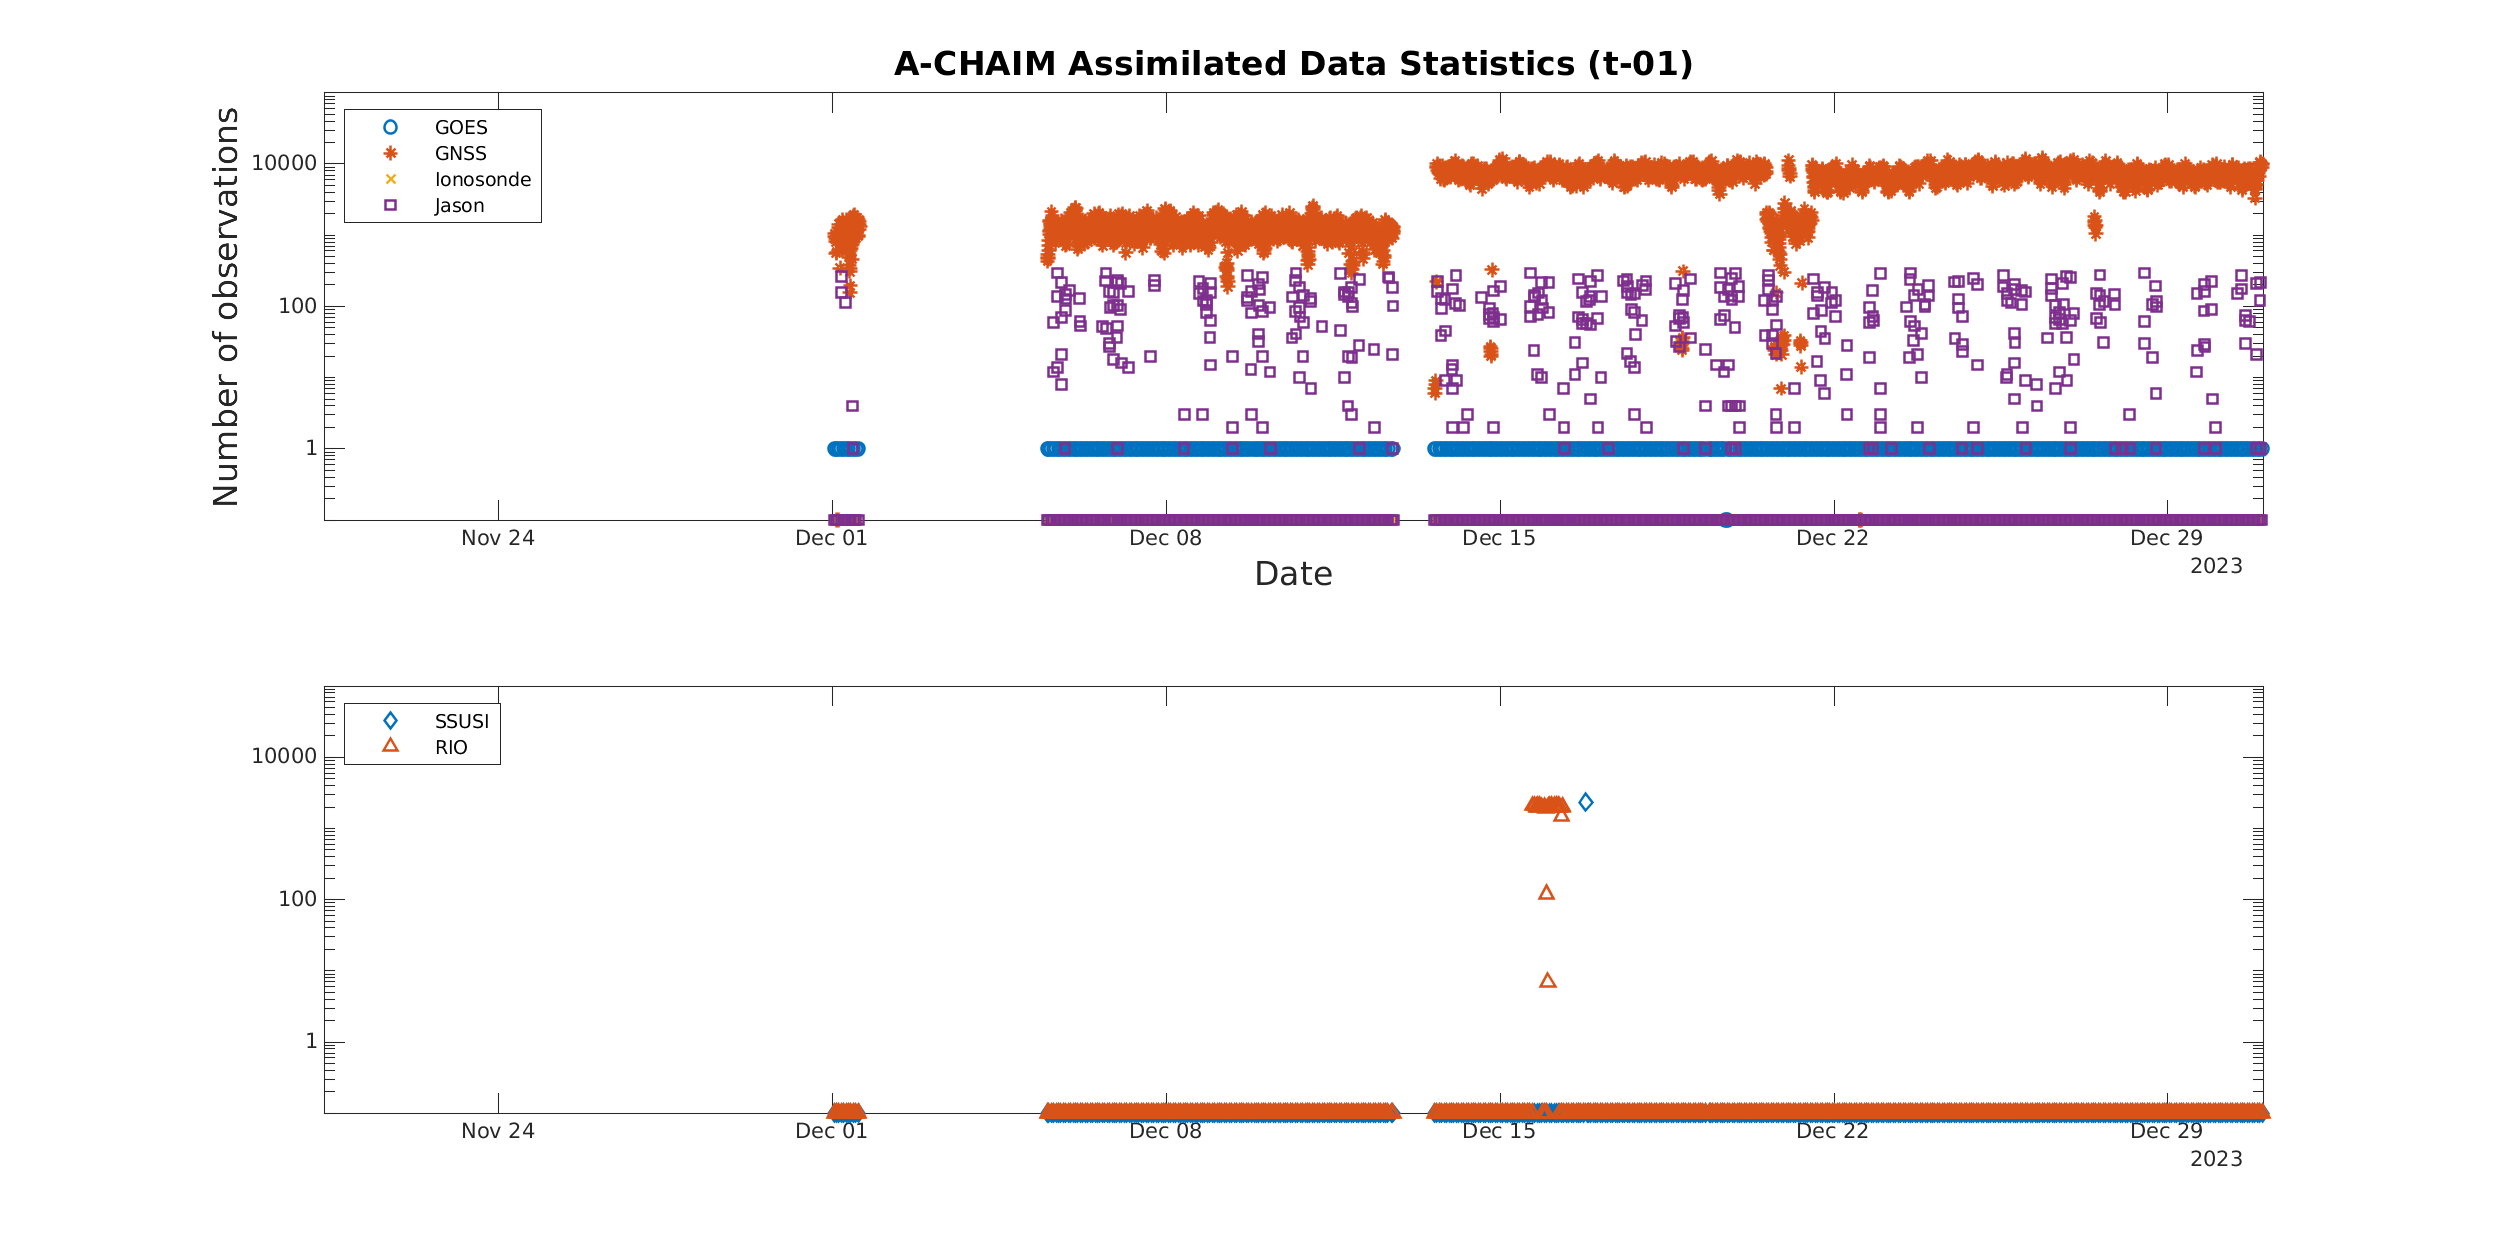 A-CHAIM Assimilated Data Statistics (t-01)
Number of observations
10000
100
1
GOES
GNSS
Ionosonde
Jason
Nov 24
Dec 01
Dec 08
Dec 15
Dec 22
Dec 29
2023
Date
10000
100
1
SSUSI
RIO
Nov 24
Dec 01
Dec 08
Dec 15
Dec 22
Dec 29
2023